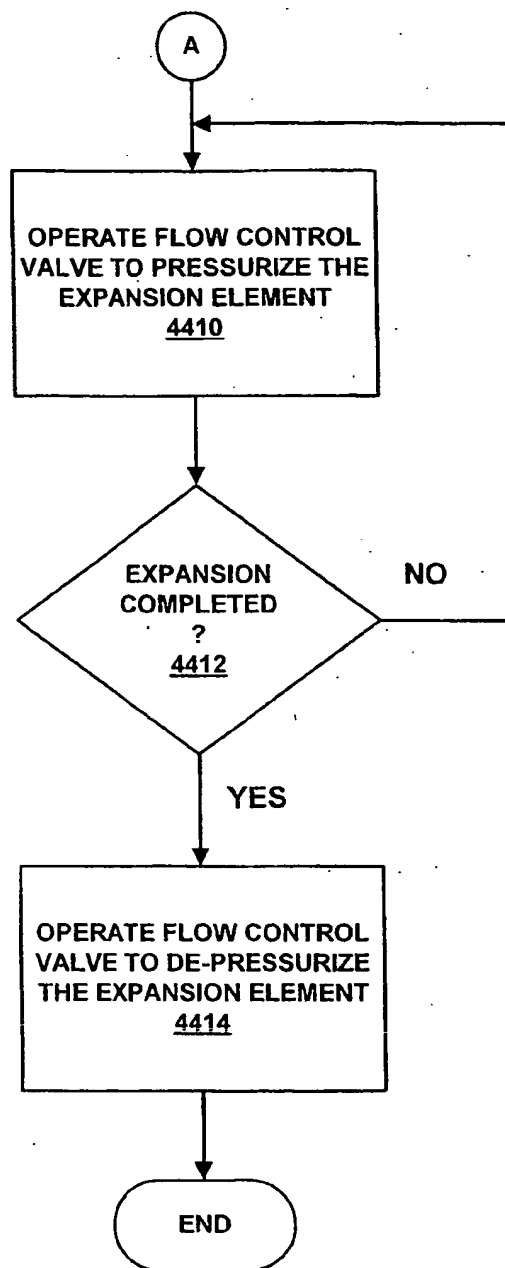 A
OPERATE FLOW CONTROL
VALVE TO PRESSURIZE THE
EXPANSION ELEMENT
4410
EXPANSION
COMPLETED
?
4412
NO
YES
OPERATE FLOW CONTROL
VALVE TO DE-PRESSURIZE
THE EXPANSION ELEMENT
4414
END